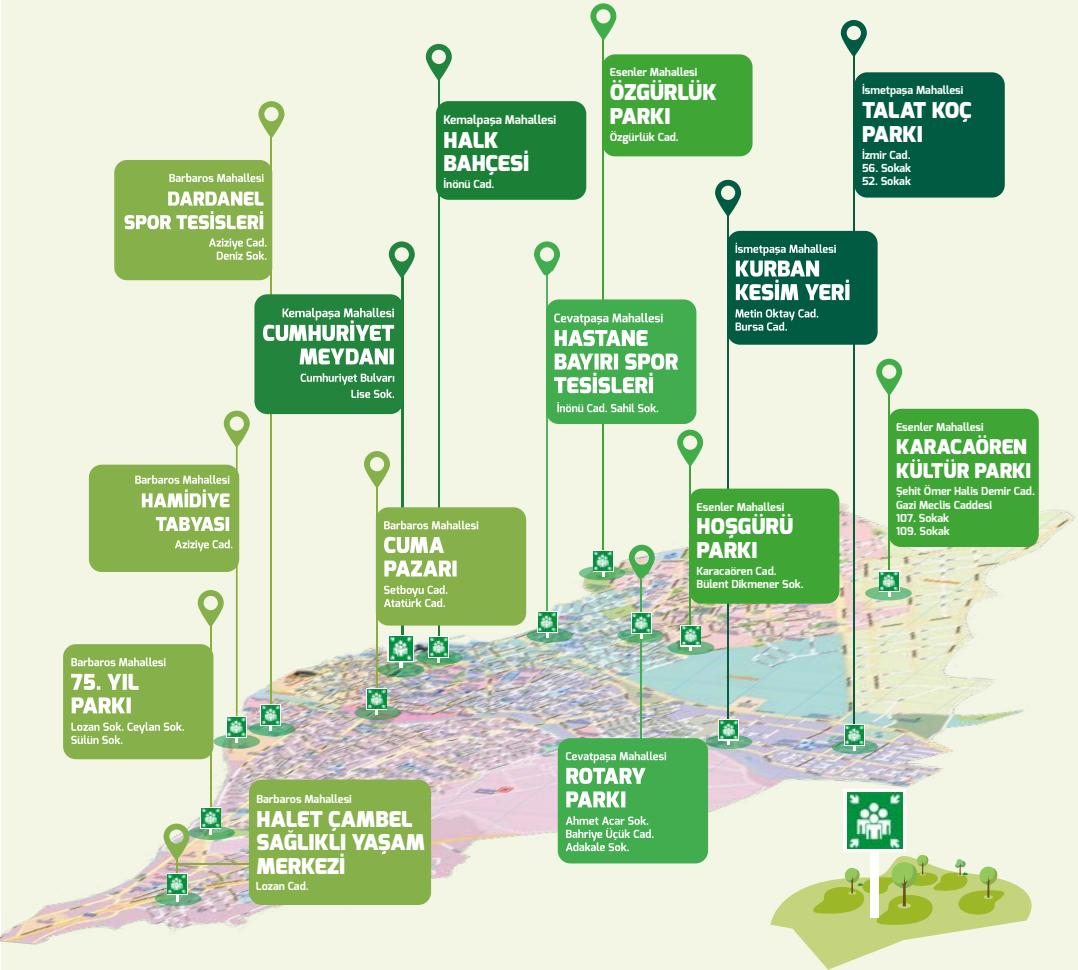 Esenler Mahallesi
ÖZGÜRLÜK
PARKI
Özgürlük Cad.
İsmetpaşa Mahallesi
TALAT KOÇ
PARKI
İzmir Cad.
56. Sokak
52. Sokak
Kemalpaşa Mahallesi
HALK
BAHÇESİ
İnönü Cad.
Barbaros Mahallesi
DARDANEL
SPOR TESİSLERİ
Aziziye Cad.
Deniz Sok.
İsmetpaşa Mahallesi
KURBAN
KESİM YERİ
Metin Oktay Cad.
Bursa Cad.
Kemalpaşa Mahallesi
CUMHURİYET
MEYDANI
Cumhuriyet Bulvarı
Lise Sok.
Cevatpaşa Mahallesi
HASTANE
BAYIRI SPOR
TESİSLERİ
İnönü Cad. Sahil Sok.
Esenler Mahallesi
KARACAÖREN
KÜLTÜR PARKI
Şehit Ömer Halis Demir Cad.
Gazi Meclis Caddesi
107. Sokak
109. Sokak
Barbaros Mahallesi
HAMİDİYE
TABYASI
Aziziye Cad.
Barbaros Mahallesi
CUMA
PAZARI
Setboyu Cad.
Atatürk Cad.
Esenler Mahallesi
HOŞGÜRÜ
PARKI
Karacaören Cad.
Bülent Dikmener Sok.
Barbaros Mahallesi
75. YIL
PARKI
Lozan Sok. Ceylan Sok.
Sülün Sok.
Cevatpaşa Mahallesi
ROTARY
PARKI
Ahmet Acar Sok.
Bahriye Üçük Cad.
Adakale Sok.
Barbaros Mahallesi
HALET ÇAMBEL
SAĞLIKLI YAŞAM
MERKEZİ
Lozan Cad.